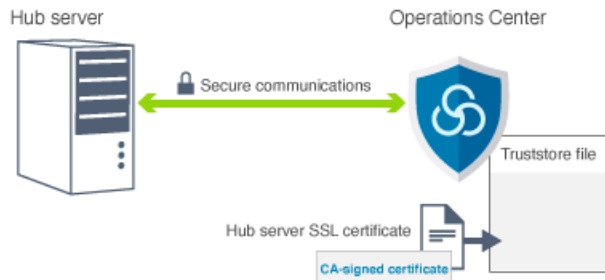 Hub server
Operations Center
Secure communications
Truststore file
Hub server SSL certificate
CA-signed certificate